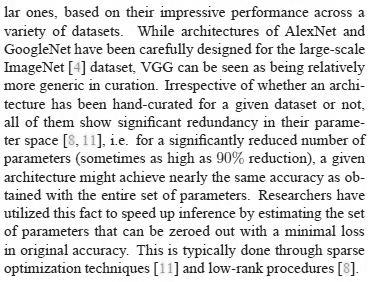 lar ones, based on their impressive performance across a
variety of datasets. While architectures of AlexNet and
GoogleNet have been carefully designed for the large-scale
ImageNet [4] dataset, VGG can be seen as being relatively
more generic in curation. Irrespective of whether an archi-
tecture has been hand-curated for a given dataset or not,
all of them show significant redundancy in their parame-
ter space [8, 11], i.e. for a significantly reduced number of
parameters (sometimes as high as 90% reduction), a given
architecture might achieve nearly the same accuracy as ob-
tained with the entire set of parameters. Researchers have
utilized this fact to speed up inference by estimating the set
of parameters that can be zeroed out with a minimal loss
in original accuracy. This is typically done through sparse
optimization techniques [11] and low-rank procedures [8].